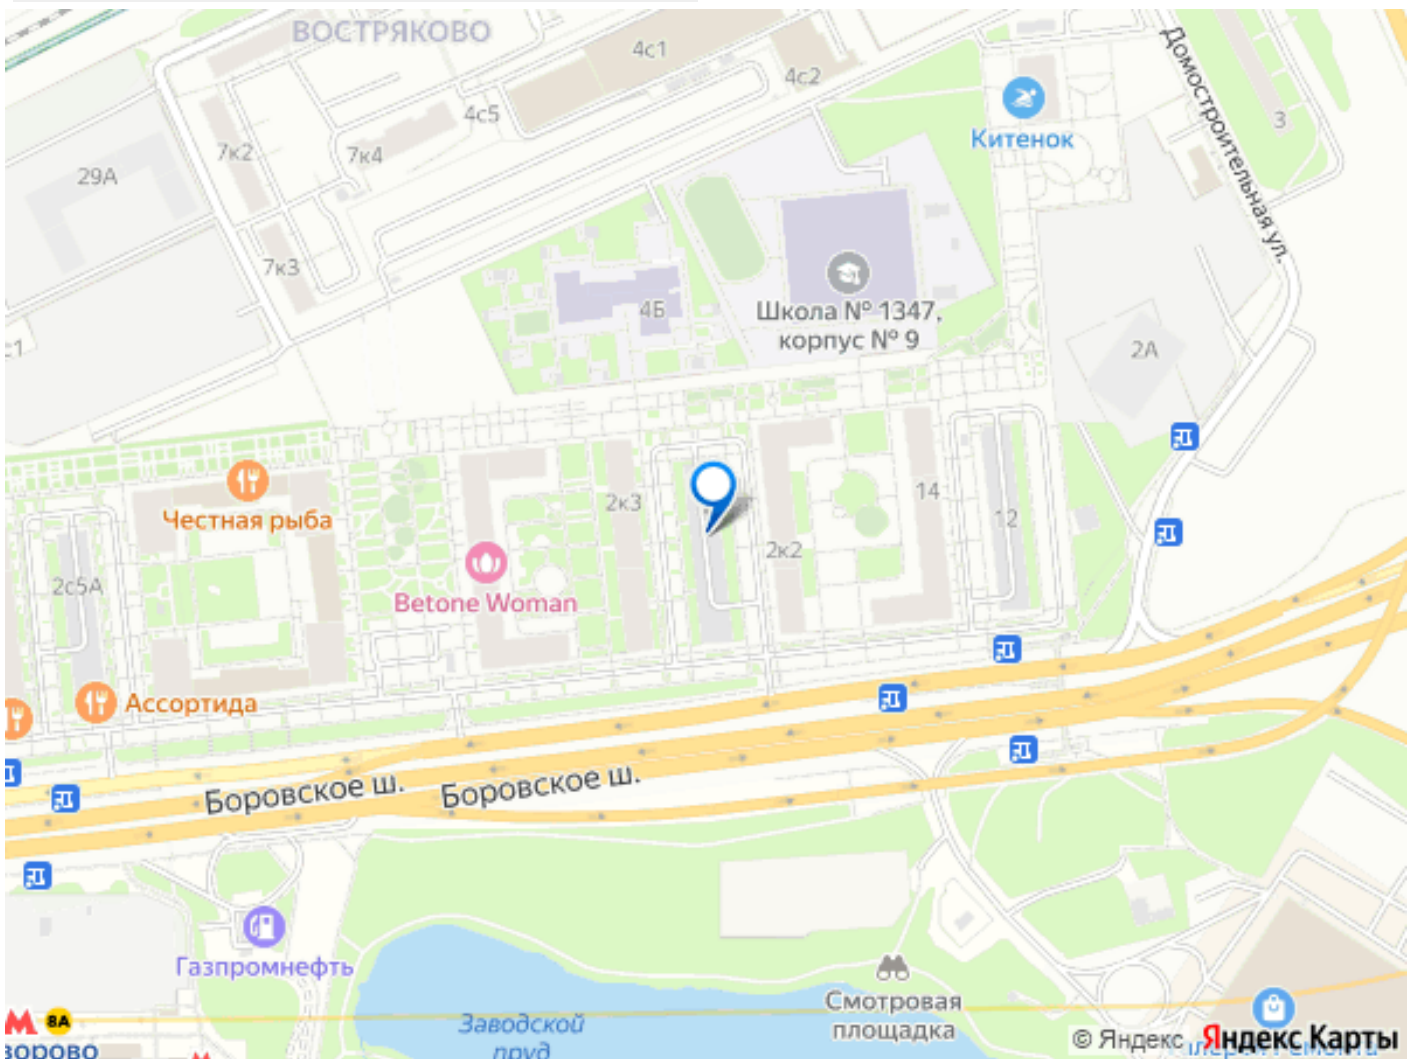 ВОСТРЯКОВО
4с1
4с2
4с5
7к2
7к4
29А
7к3
Китенок
3
Домостроительная ул.
4Б
Школа № 1347,
корпус № 9
2А
Честная рыба
2к3
14
12
2к2
2с5А
Betone Woman
Ассортида
Боровское ш.
Боровское ш.
Газпромнефть
Смотровая
площадка
Заводской
пруд
8А
© Яндекс
Яндекс Карты